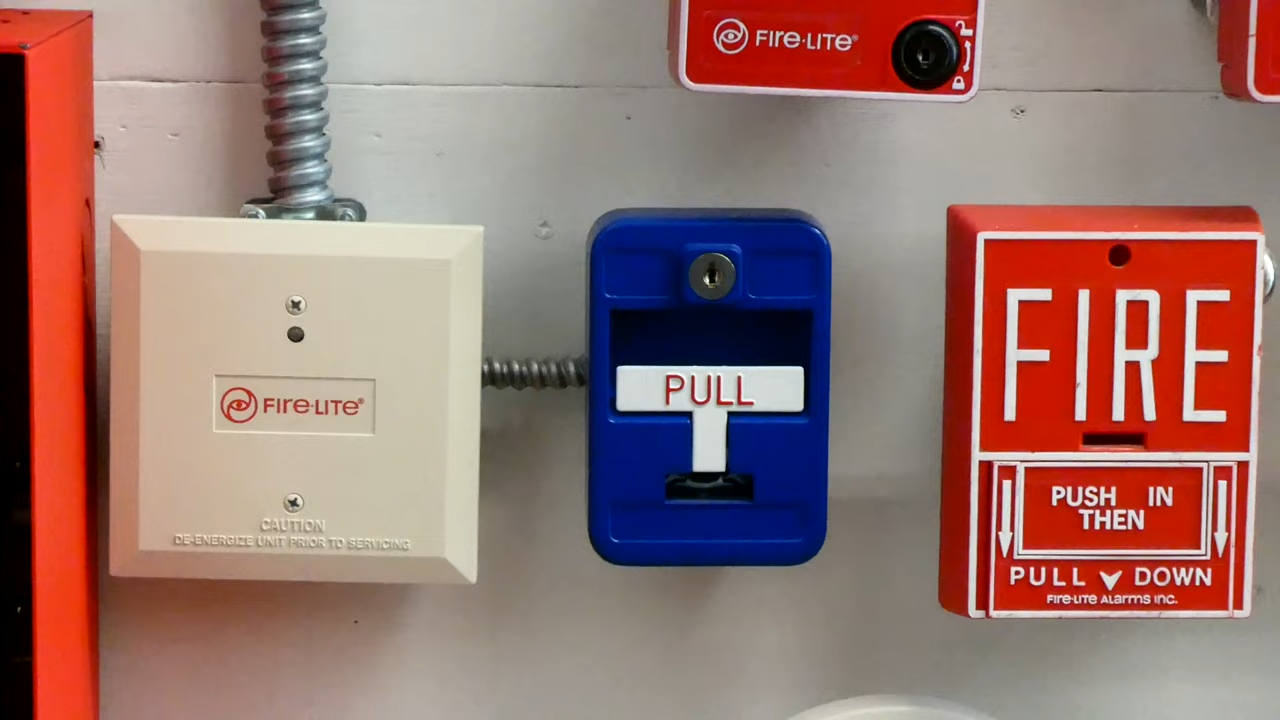 FIRE·LITE®
FIRE·LITE®
CAUTION
DE-ENERGIZE UNIT PRIOR TO SERVICING
PULL
FIRE
PUSH IN
THEN
PULL DOWN
FIRE·LITE ALARMS INC.